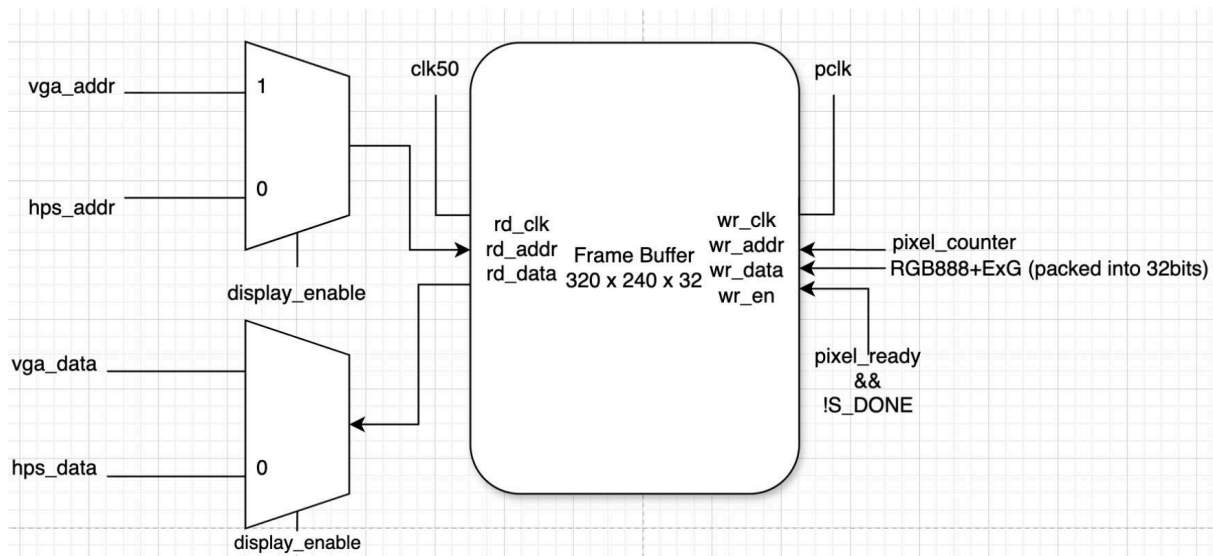 vga_addr
1
hps_addr
0
display_enable
vga_data
hps_data
0
display_enable
clk50
rd_clk
rd_addr
rd_data
Frame Buffer
320 x 240 x 32
pclk
wr_clk
wr_addr
wr_data
wr_en
pixel_counter
RGB888+ExG (packed into 32bits)
pixel_ready
&&
!S_DONE